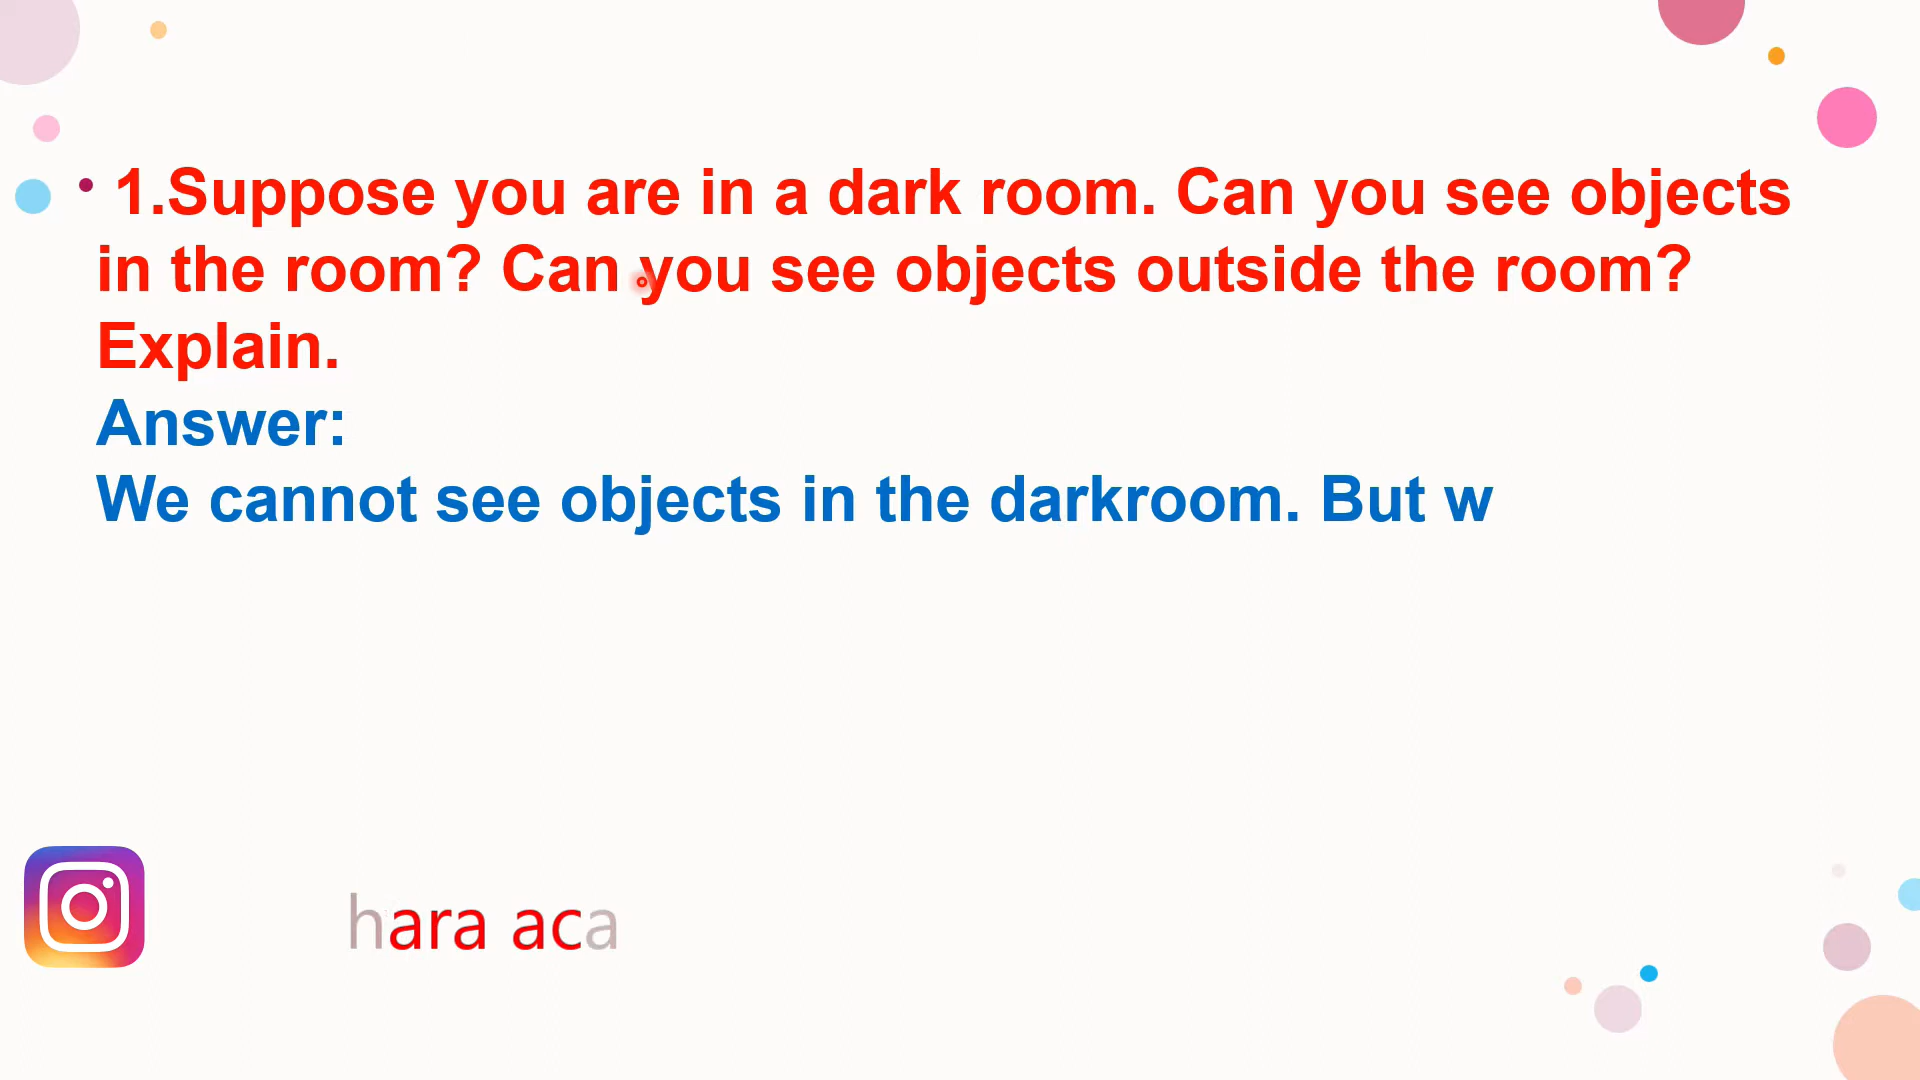 • 1.Suppose you are in a dark room. Can you see objects
in the room? Can you see objects outside the room?
Explain.
Answer:
We cannot see objects in the darkroom. But w
hara aca